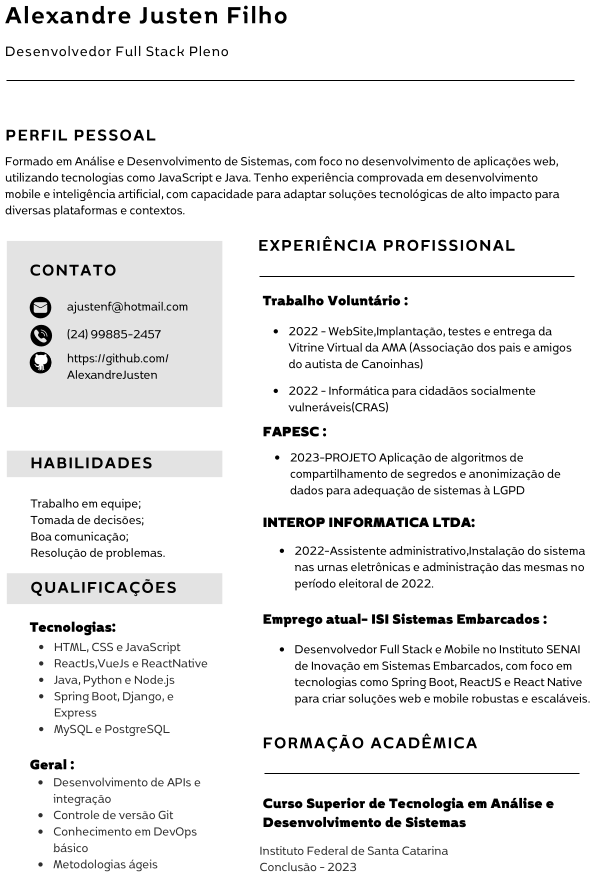 Alexandre Justen Filho
Desenvolvedor Full Stack Pleno
PERFIL PESSOAL
Formado em Análise e Desenvolvimento de Sistemas, com foco no desenvolvimento de aplicações web,
utilizando tecnologias como JavaScript e Java. Tenho experiência comprovada em desenvolvimento
mobile e inteligência artificial, com capacidade para adaptar soluções tecnológicas de alto impacto para
diversas plataformas e contextos.
CONTATO
ajustenf@hotmail.com
(24) 99885-2457
https://github.com/
AlexandreJusten
HABILIDADES
Trabalho em equipe;
Tomada de decisões;
Boa comunicação;
Resolução de problemas.
QUALIFICAÇÕES
Tecnologias:
• HTML, CSS e JavaScript
• ReactJs,VueJs e ReactNative
• Java, Python e Node.js
• Spring Boot, Django, e
Express
• MySQL e PostgreSQL
Geral :
• Desenvolvimento de APIs e
integração
• Controle de versão Git
• Conhecimento em DevOps
básico
• Metodologias ágeis
EXPERIÊNCIA PROFISSIONAL
Trabalho Voluntário :
• 2022 - WebSite,Implantação, testes e entrega da
Vitrine Virtual da AMA (Associação dos pais e amigos
do autista de Canoinhas)
• 2022 - Informática para cidadãos socialmente
vulneráveis(CRAS)
FAPESC :
• 2023-PROJETO Aplicação de algoritmos de
compartilhamento de segredos e anonimização de
dados para adequação de sistemas à LGPD
INTEROP INFORMATICA LTDA:
• 2022-Assistente administrativo,Instalação do sistema
nas urnas eletrônicas e administração das mesmas no
período eleitoral de 2022.
Emprego atual- ISI Sistemas Embarcados :
• Desenvolvedor Full Stack e Mobile no Instituto SENAI
de Inovação em Sistemas Embarcados, com foco em
tecnologias como Spring Boot, ReactJS e React Native
para criar soluções web e mobile robustas e escaláveis.
FORMAÇÃO ACADÊMICA
Curso Superior de Tecnologia em Análise e
Desenvolvimento de Sistemas
Instituto Federal de Santa Catarina
Conclusão - 2023